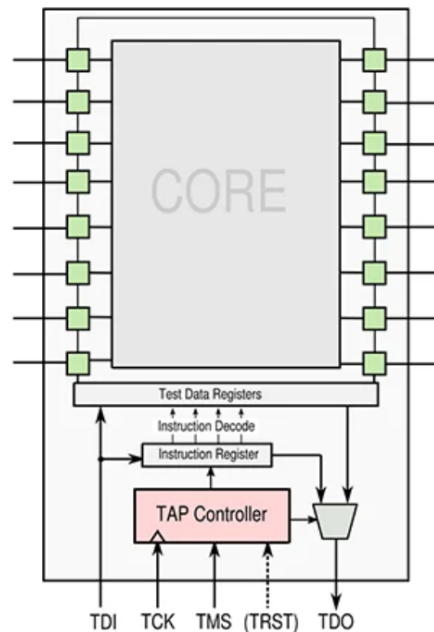 CORE
Test Data Registers
Instruction Decode
Instruction Register
TAP Controller
TDI TCK TMS (TRST) TDO